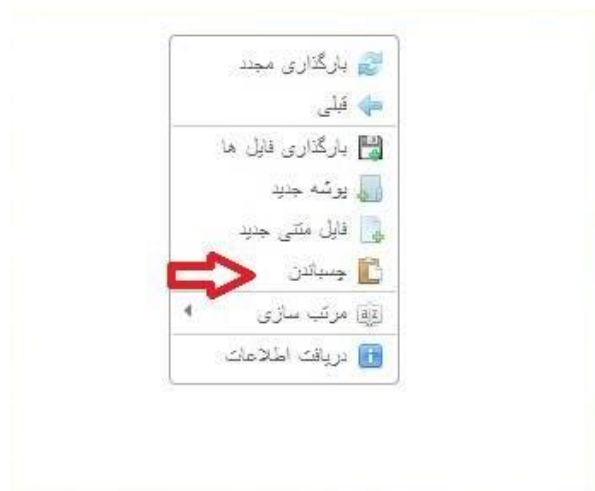 بارگذاری مجدد
قبلی
بارگذاری فایل ها
پوشه جدید
فایل متنی جدید
چسباندن
مرتب سازی
دریافت اطلاعات